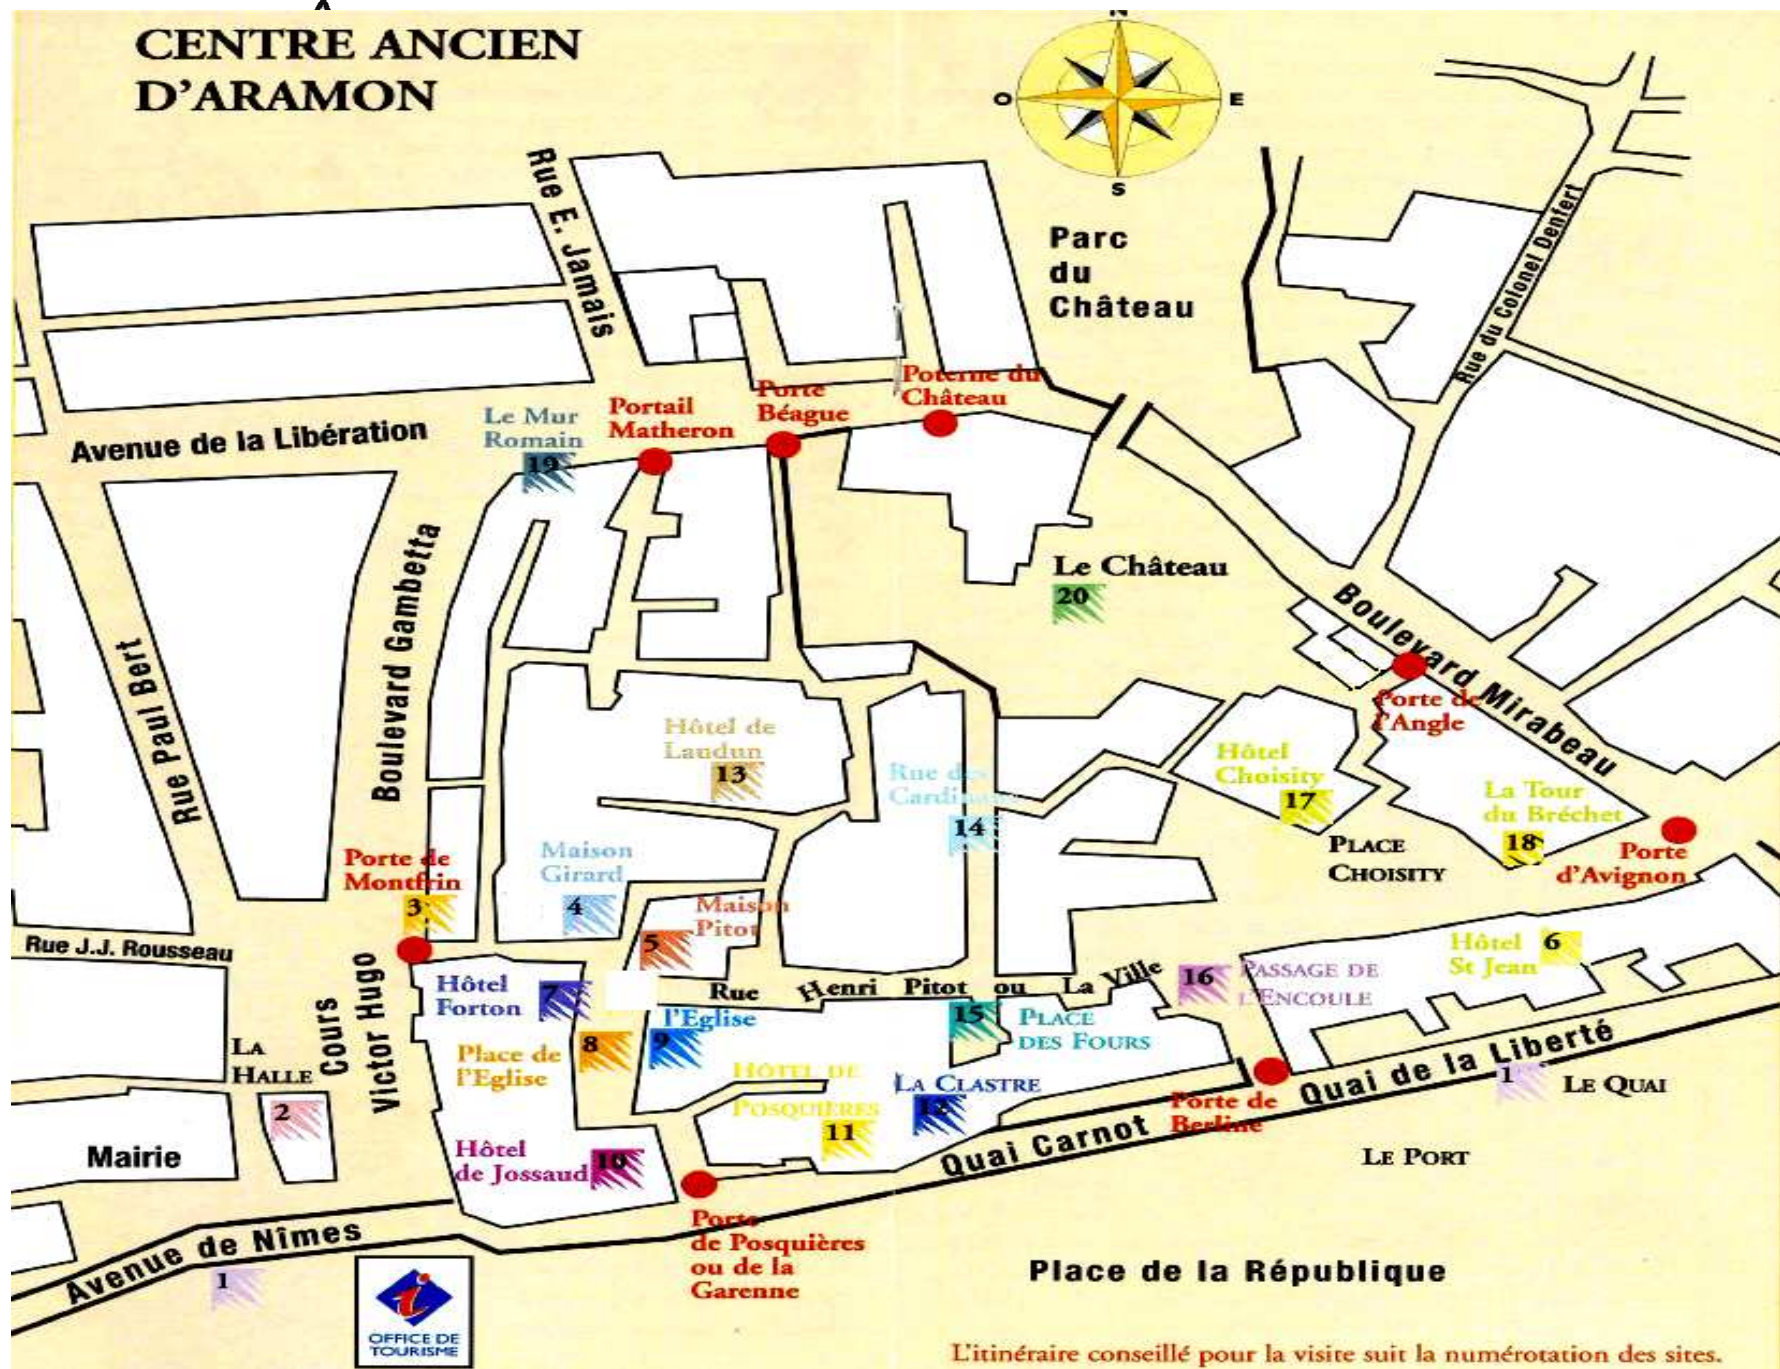 CENTRE ANCIEN
D'ARAMON
N
O
E
S
Rue E. Jamais
Parc
du
Château
Rue du Colonel Denfert
Avenue de la Libération
Le Mur
Romain
19
Portail
Matheron
Porte
Béague
Poterne du
Château
Rue Paul Bert
Boulevard Gambetta
Le Château
20
Boulevard Mirabeau
Porte de
l'Angle
Hôtel de
Laudun
13
Rue des
Cardinaux
14
Hôtel
Choisity
17
La Tour
du Bréchet
18
PLACE
CHOISITY
Porte
d'Avignon
Porte de
Montfrin
3
Maison
Girard
4
Maison
Pitot
5
Rue J.J. Rousseau
Hôtel
Forton
7
Rue Henri Pitot ou La Ville
16
PASSAGE DE
L'ENCOULE
Hôtel
St Jean
6
Cours
Victor Hugo
LA
HALLE
2
Place de
l'Eglise
8
l'Eglise
9
15
PLACE
DES FOURS
HÔTEL DE
POSQUIÈRES
11
LA CLASTRE
12
Quai de la Liberté
1
LE QUAI
Porte de
Berline
Mairie
Hôtel
de Jossaud
10
Quai Carnot
LE PORT
Avenue de Nîmes
1
Porte
de Posquières
ou de la
Garenne
Place de la République
OFFICE DE
TOURISME
L'itinéraire conseillé pour la visite suit la numérotation des sites.